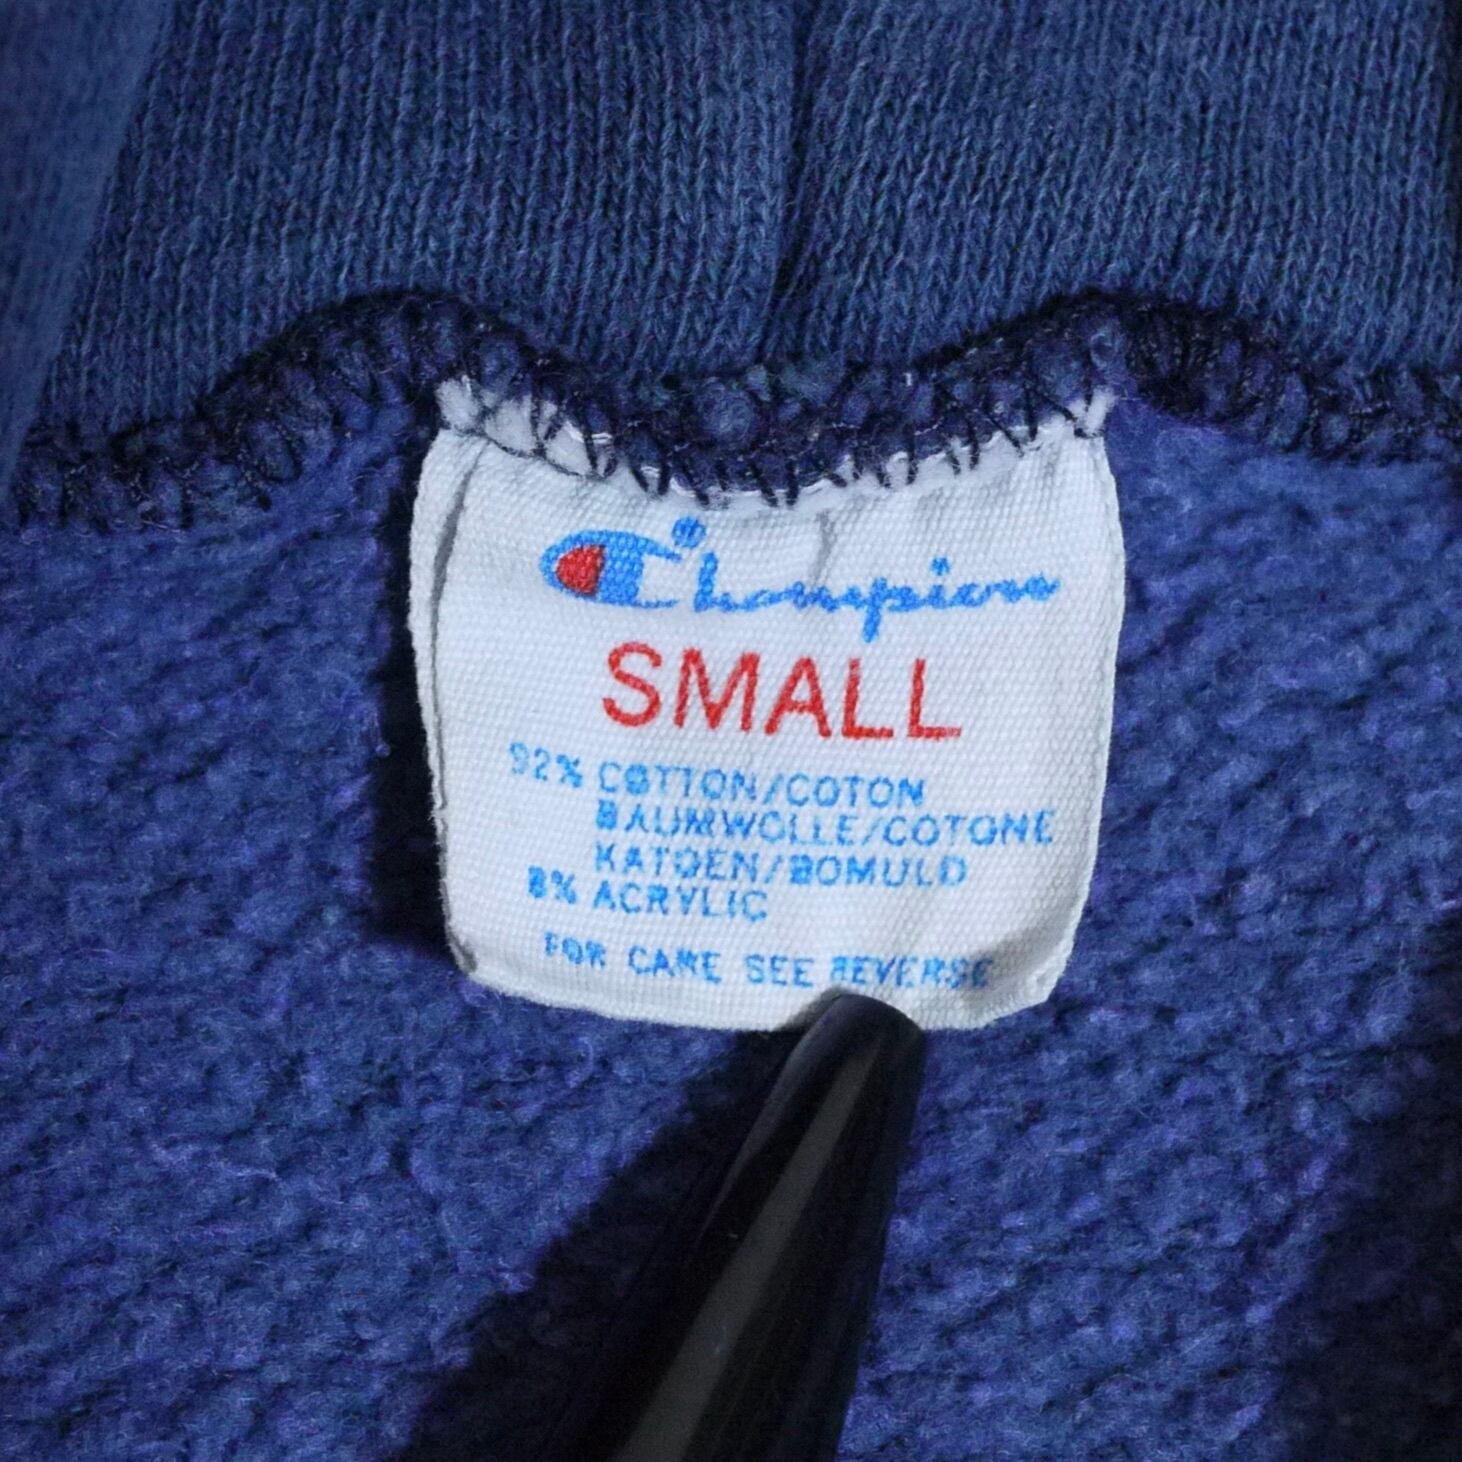 Champion®
SMALL
92% COTTON/COTON
BAUMWOLLE/COTONE
KATOEN/BOMULD
8% ACRYLIC
FOR CARE SEE REVERSE